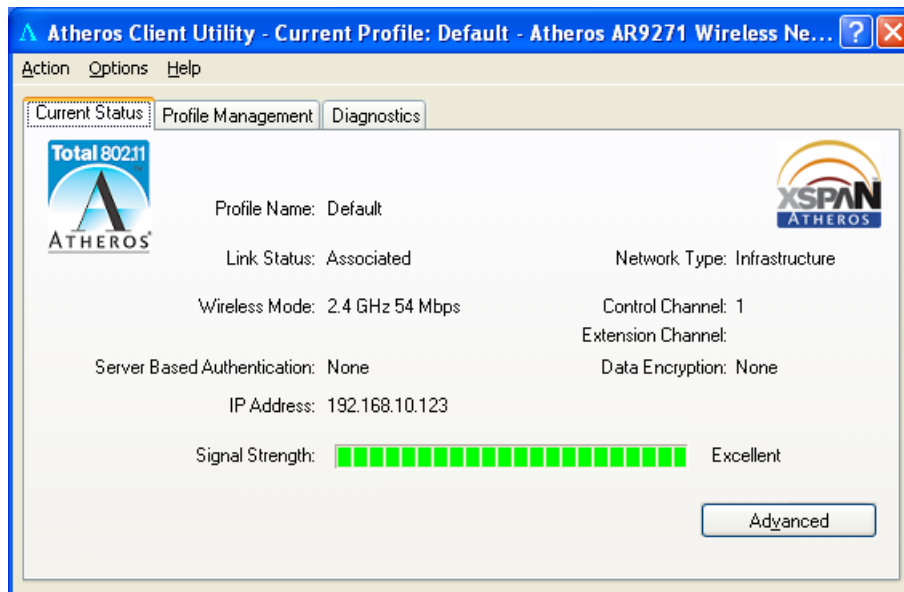 Atheros Client Utility - Current Profile: Default - Atheros AR9271 Wireless Ne...
Action Options Help
Current Status Profile Management Diagnostics
Total 802.11
ATHEROS
XSPAN
ATHEROS
Profile Name: Default
Link Status: Associated Network Type: Infrastructure
Wireless Mode: 2.4 GHz 54 Mbps Control Channel: 1
Extension Channel:
Server Based Authentication: None Data Encryption: None
IP Address: 192.168.10.123
Signal Strength: Excellent
Advanced